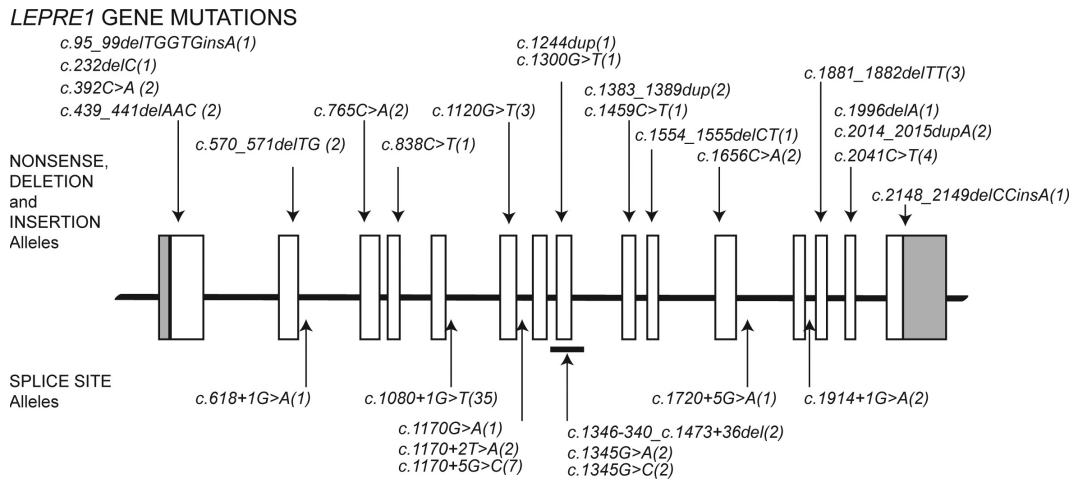 LEPRE1 GENE MUTATIONS
c.95_99delTGGTGinsA(1)
c.232delC(1)
c.392C>A (2)
c.439_441delAAC (2)
c.570_571delTG (2)
c.765C>A(2)
c.838C>T(1)
c.1120G>T(3)
c.1244dup(1)
c.1300G>T(1)
c.1383_1389dup(2)
c.1459C>T(1)
c.1554_1555delCT(1)
c.1656C>A(2)
c.1881_1882delTT(3)
c.1996delA(1)
c.2014_2015dupA(2)
c.2041C>T(4)
c.2148_2149delCCinsA(1)
NONSENSE,
DELETION
and
INSERTION
Alleles
SPLICE SITE
Alleles
c.618+1G>A(1)
c.1080+1G>T(35)
c.1170G>A(1)
c.1170+2T>A(2)
c.1170+5G>C(7)
c.1346-340_c.1473+36del(2)
c.1345G>A(2)
c.1345G>C(2)
c.1720+5G>A(1)
c.1914+1G>A(2)